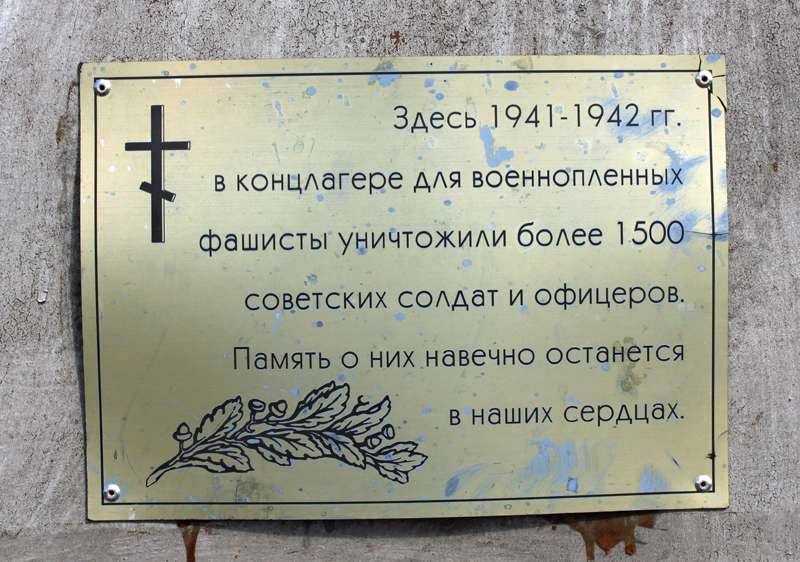 Здесь 1941-1942 гг.
в концлагере для военнопленных
фашисты уничтожили более 1500
советских солдат и офицеров.
Память о них навечно останется
в наших сердцах.